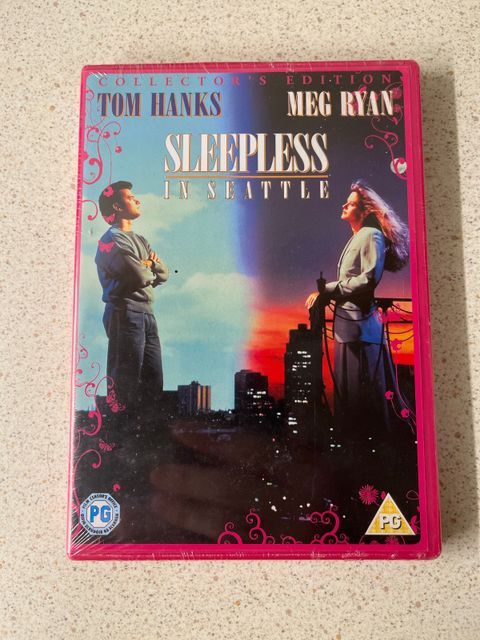 COLLECTOR'S EDITION
TOM HANKS MEG RYAN
SLEEPLESS
IN SEATTLE
PG
PG